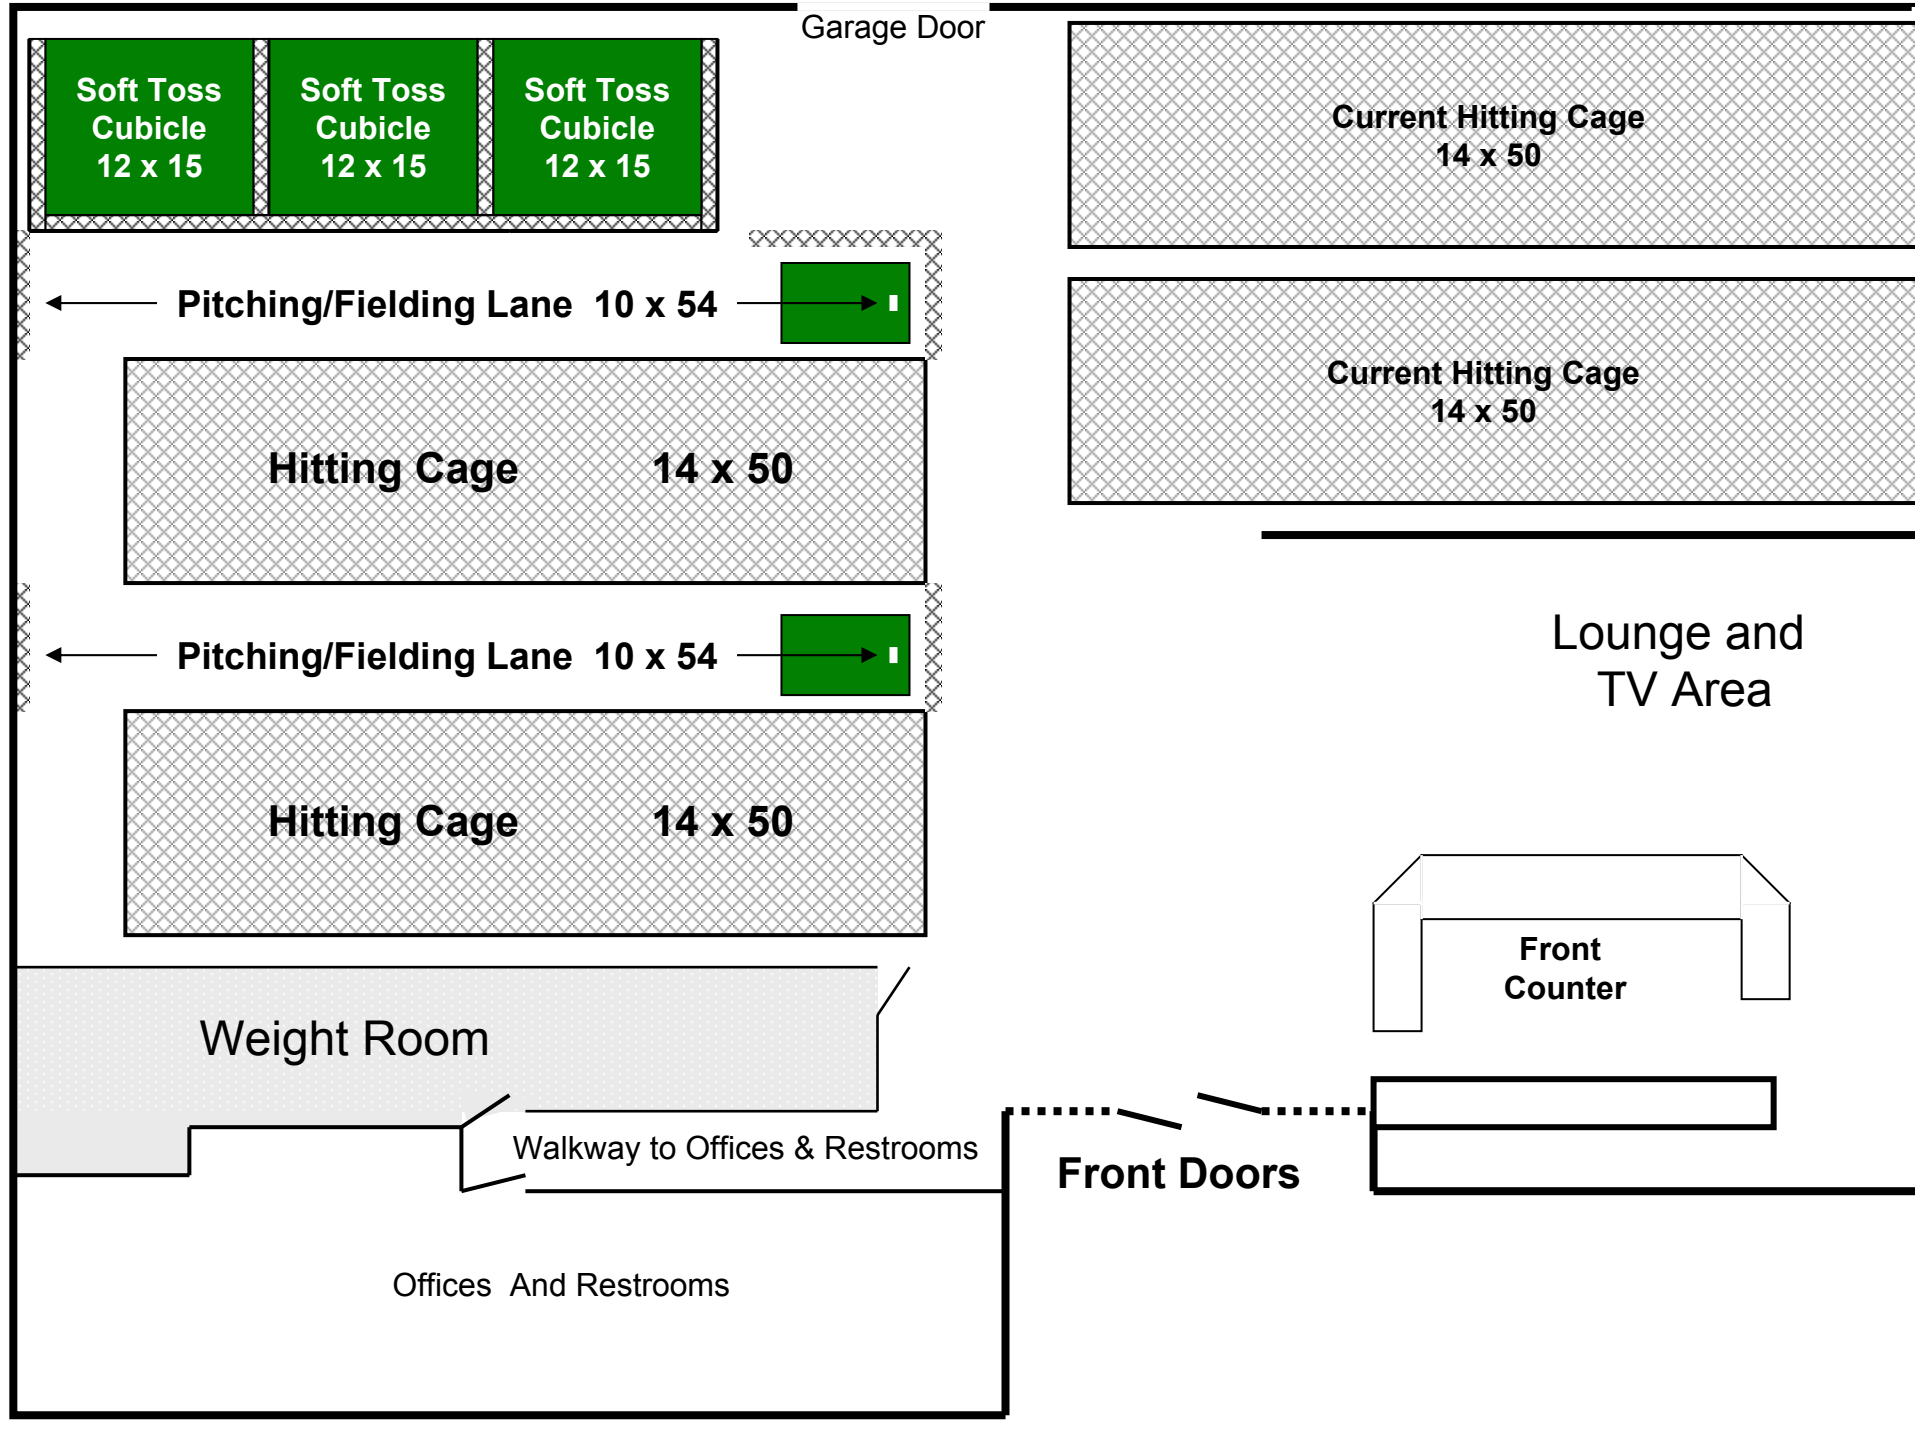 Garage Door
Soft Toss
Cubicle
12 x 15
Soft Toss
Cubicle
12 x 15
Soft Toss
Cubicle
12 x 15
Current Hitting Cage
14 x 50
Pitching/Fielding Lane  10 x 54
Current Hitting Cage
14 x 50
Hitting Cage 14 x 50
Pitching/Fielding Lane  10 x 54
Lounge and
TV Area
Hitting Cage 14 x 50
Front
Counter
Weight Room
Walkway to Offices & Restrooms
Front Doors
Offices  And Restrooms